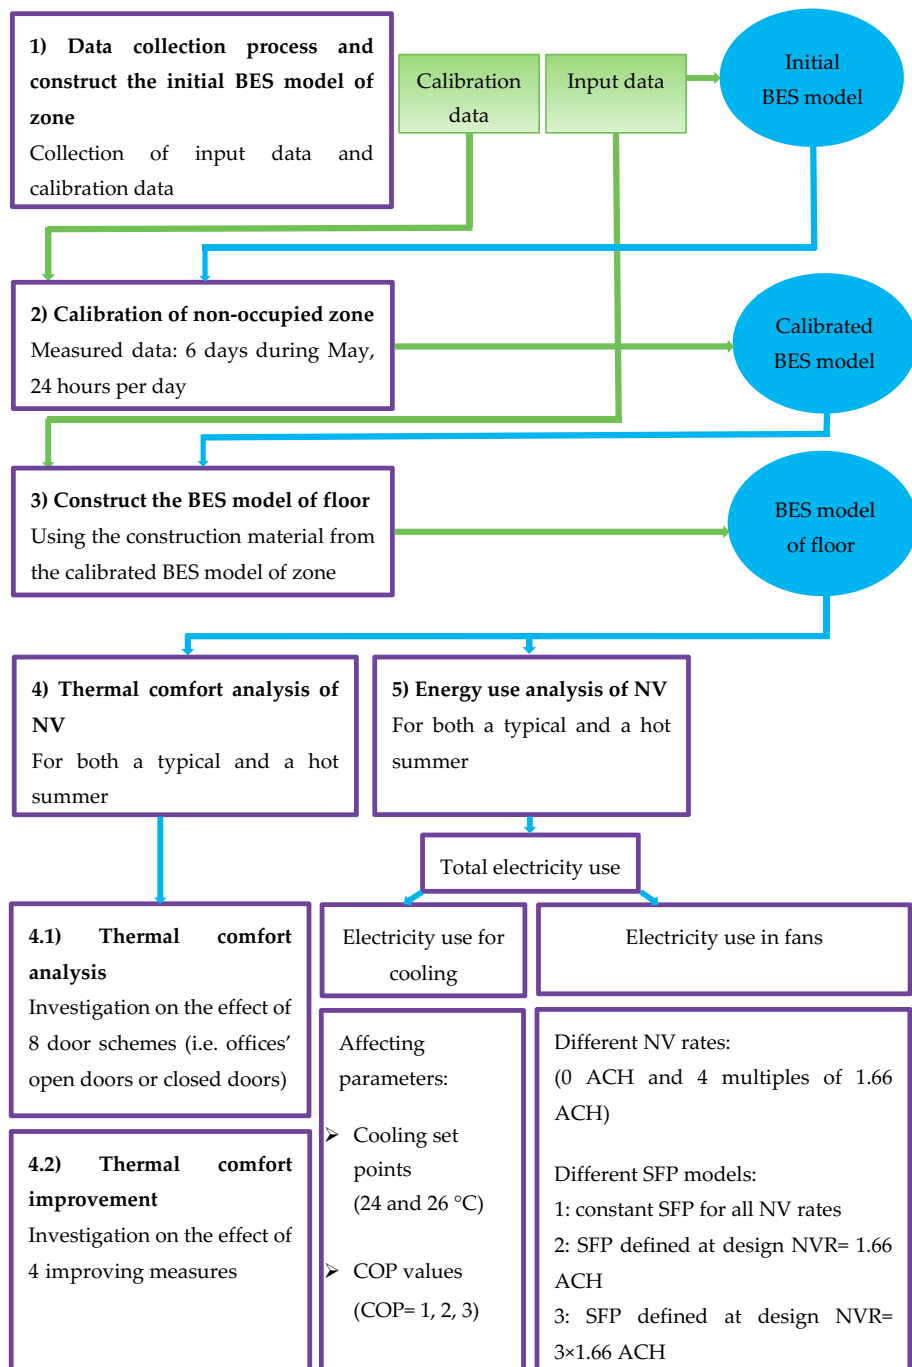 1) Data collection process and
construct the initial BES model of
zone
Collection of input data and
calibration data
Calibration
data
Input data
Initial
BES model
2) Calibration of non-occupied zone
Measured data: 6 days during May,
24 hours per day
Calibrated
BES model
3) Construct the BES model of floor
Using the construction material from
the calibrated BES model of zone
BES model
of floor
4) Thermal comfort analysis of
NV
For both a typical and a hot
summer
5) Energy use analysis of NV
For both a typical and a hot
summer
Total electricity use
4.1) Thermal comfort
analysis
Investigation on the effect of
8 door schemes (i.e. offices’
open doors or closed doors)
4.2) Thermal comfort
improvement
Investigation on the effect of
4 improving measures
Electricity use for
cooling
Affecting
parameters:
➢ Cooling set
points
(24 and 26 °C)
➢ COP values
(COP= 1, 2, 3)
Electricity use in fans
Different NV rates:
(0 ACH and 4 multiples of 1.66
ACH)
Different SFP models:
1: constant SFP for all NV rates
2: SFP defined at design NVR= 1.66
ACH
3: SFP defined at design NVR=
3×1.66 ACH